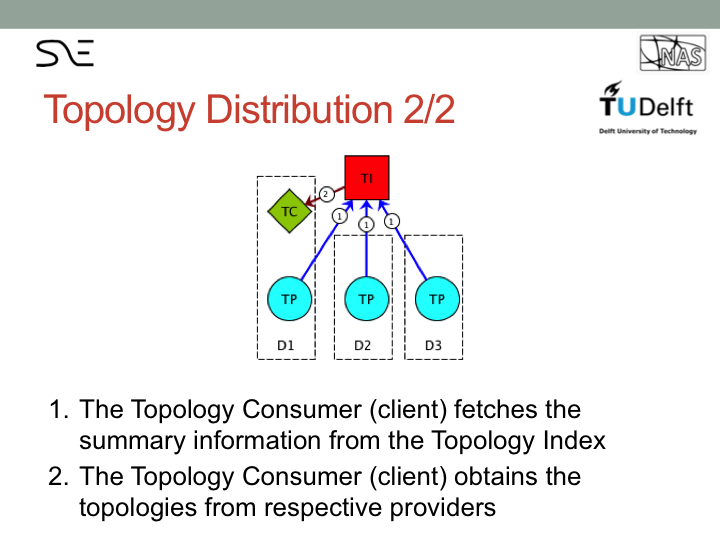 SNE
NAS
Topology Distribution 2/2
TUDelft
Delft University of Technology
TI
2
TC
1
1
1
TP
TP
TP
D1
D2
D3
1. The Topology Consumer (client) fetches the
summary information from the Topology Index
2. The Topology Consumer (client) obtains the
topologies from respective providers